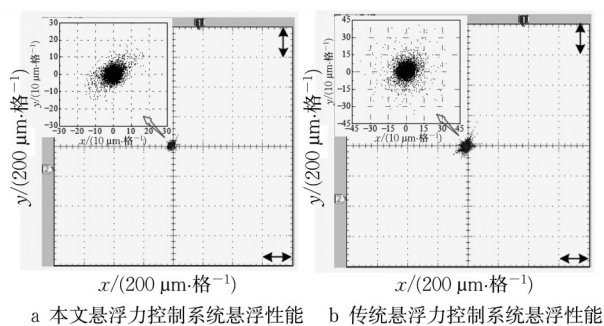 30
20
10
0
−10
−20
−30
y/(10 μm·格⁻¹)
−30 −20 −10 0 10 20 30
x/(10 μm·格⁻¹)
y/(200 μm·格⁻¹)
x/(200 μm·格⁻¹)
a 本文悬浮力控制系统悬浮性能
45
30
15
0
−15
−30
−45
y/(10 μm·格⁻¹)
−45 −30 −15 0 15 30 45
x/(10 μm·格⁻¹)
y/(200 μm·格⁻¹)
x/(200 μm·格⁻¹)
b 传统悬浮力控制系统悬浮性能